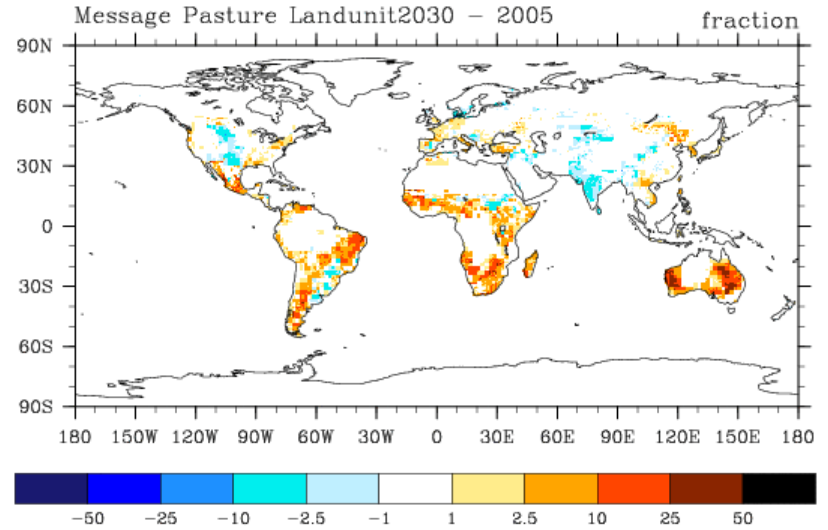 Message Pasture Landunit2030 − 2005
fraction
90N
60N
30N
0
30S
60S
90S
180 150W 120W 90W 60W 30W 0 30E 60E 90E 120E 150E 180
−50 −25 −10 −2.5 −1 1 2.5 10 25 50